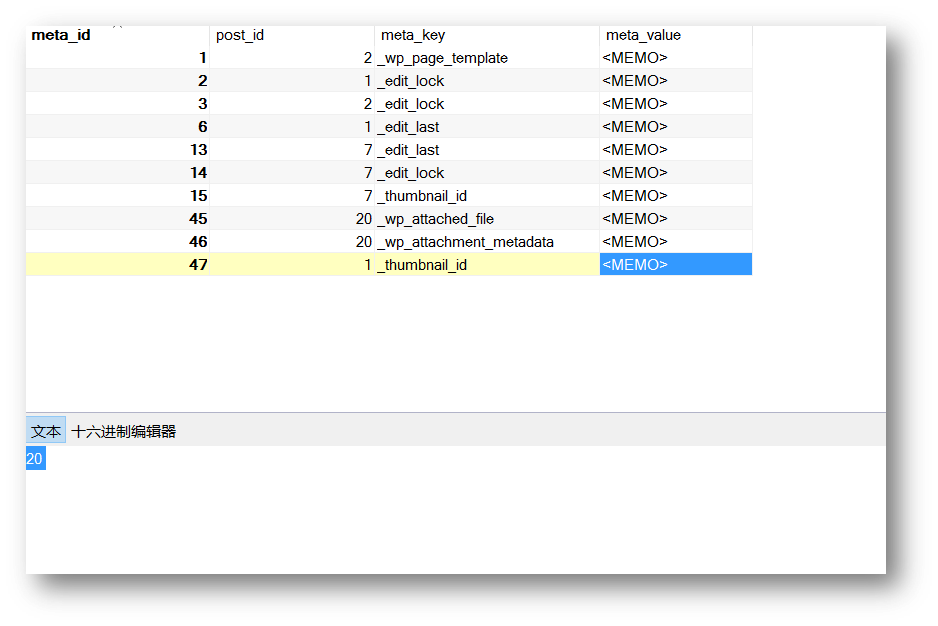 meta_id post_id meta_key meta_value
1 2 _wp_page_template <MEMO>
2 1 _edit_lock <MEMO>
3 2 _edit_lock <MEMO>
6 1 _edit_last <MEMO>
13 7 _edit_last <MEMO>
14 7 _edit_lock <MEMO>
15 7 _thumbnail_id <MEMO>
45 20 _wp_attached_file <MEMO>
46 20 _wp_attachment_metadata <MEMO>
47 1 _thumbnail_id <MEMO>
文本 十六进制编辑器
20